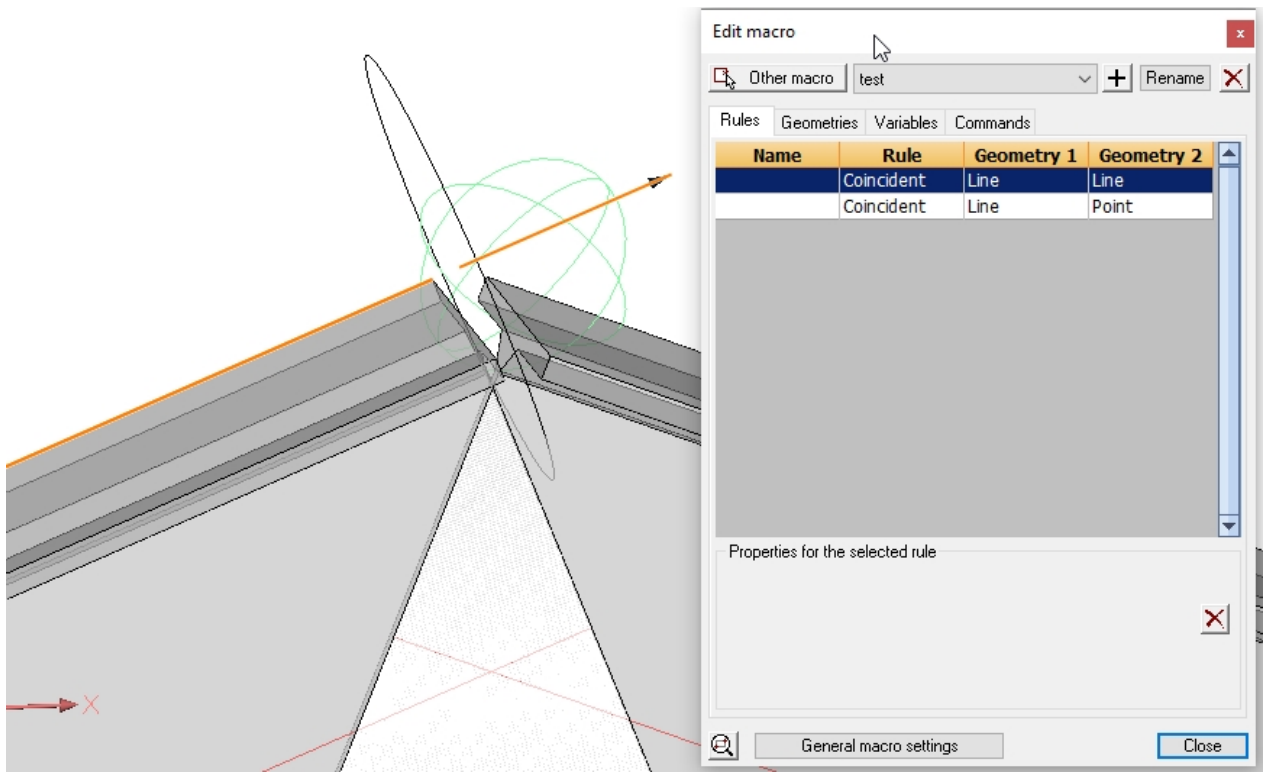 Edit macro
x
Other macro test Rename
Rules Geometries Variables Commands
Name Rule Geometry 1 Geometry 2
Coincident Line Line
Coincident Line Point
Properties for the selected rule
X
General macro settings Close